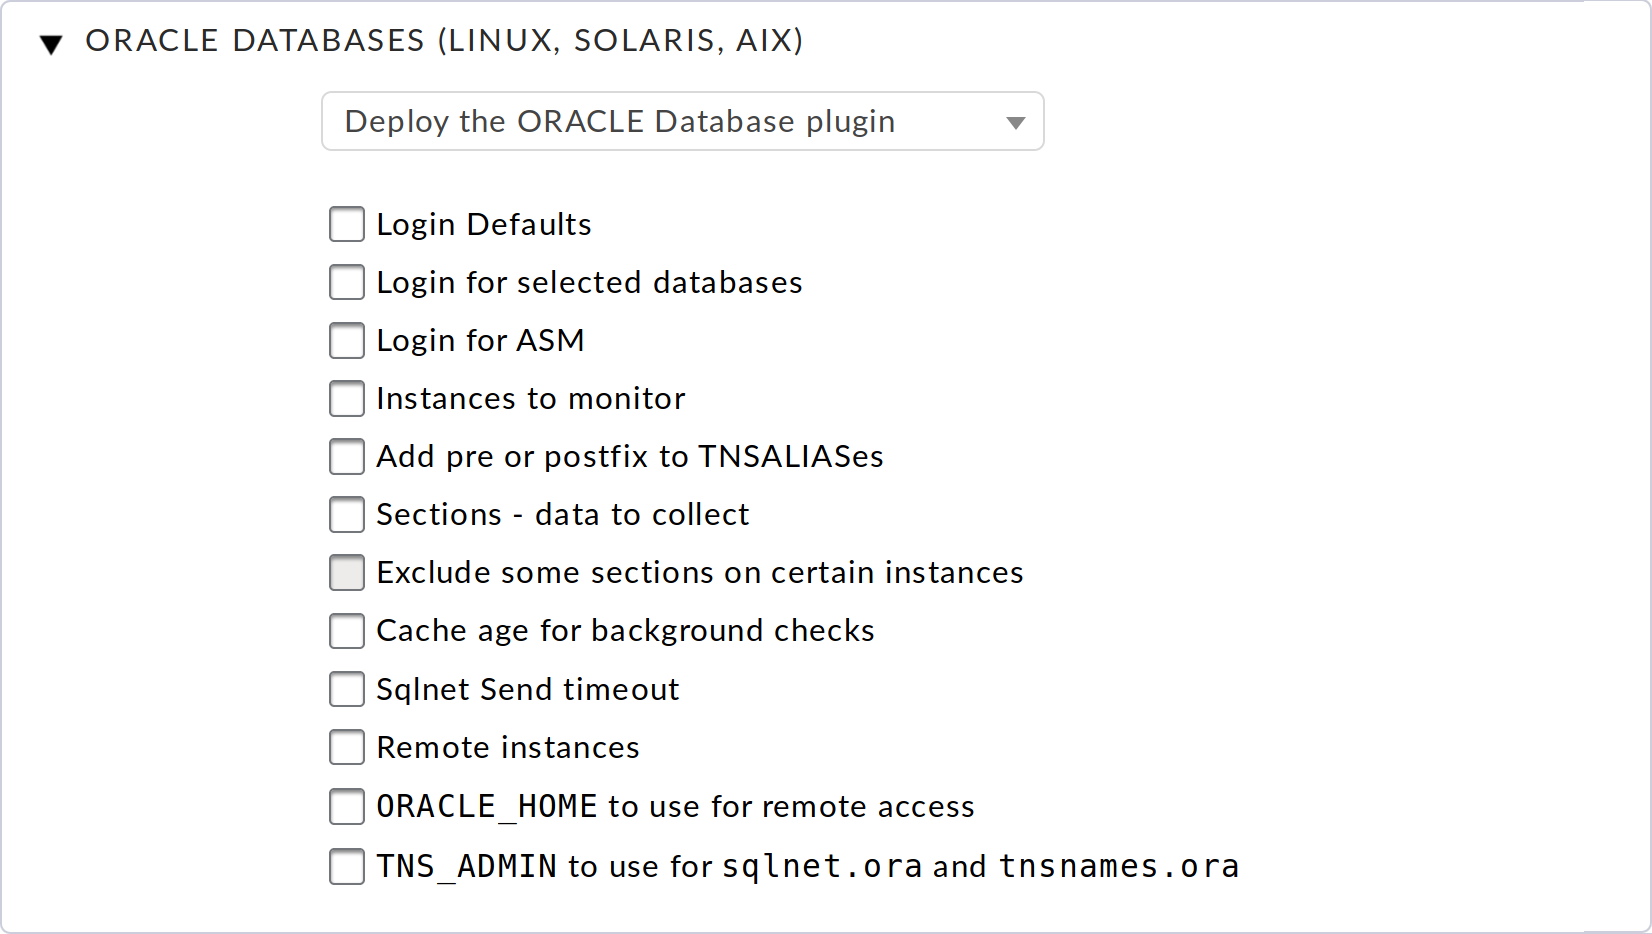 ORACLE DATABASES (LINUX, SOLARIS, AIX)
Deploy the ORACLE Database plugin
Login Defaults
Login for selected databases
Login for ASM
Instances to monitor
Add pre or postfix to TNSALIASes
Sections - data to collect
Exclude some sections on certain instances
Cache age for background checks
Sqlnet Send timeout
Remote instances
ORACLE_HOME to use for remote access
TNS_ADMIN to use for sqlnet.ora and tnsnames.ora